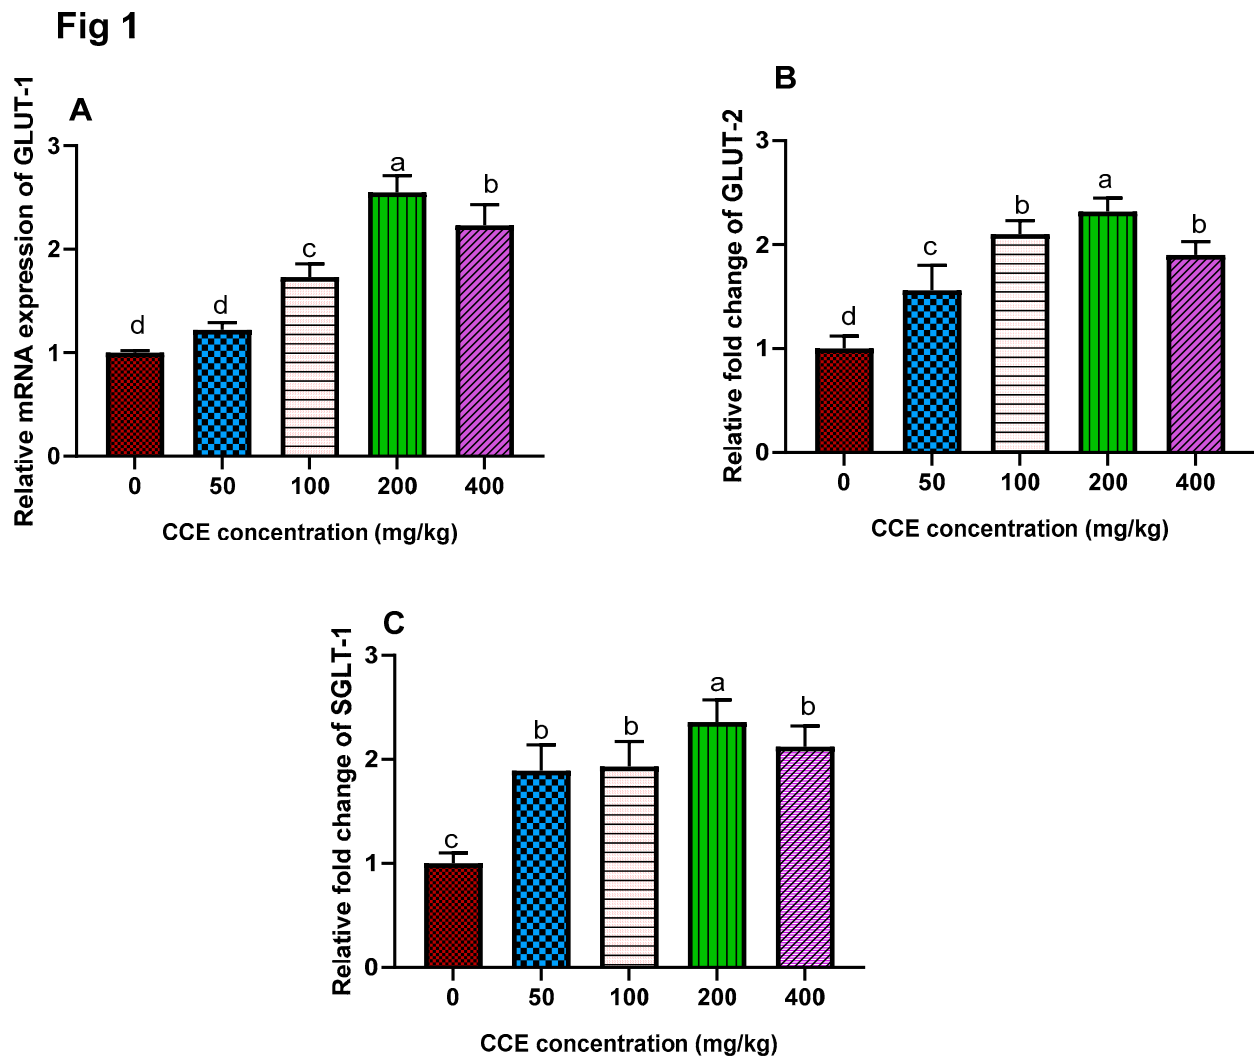 Fig 1
A
Relative mRNA expression of GLUT-1
3
2
1
0
d
d
c
a
b
0 50 100 200 400
CCE concentration (mg/kg)
B
Relative fold change of GLUT-2
3
2
1
0
d
c
b
a
b
0 50 100 200 400
CCE concentration (mg/kg)
C
Relative fold change of SGLT-1
3
2
1
0
c
b
b
a
b
0 50 100 200 400
CCE concentration (mg/kg)